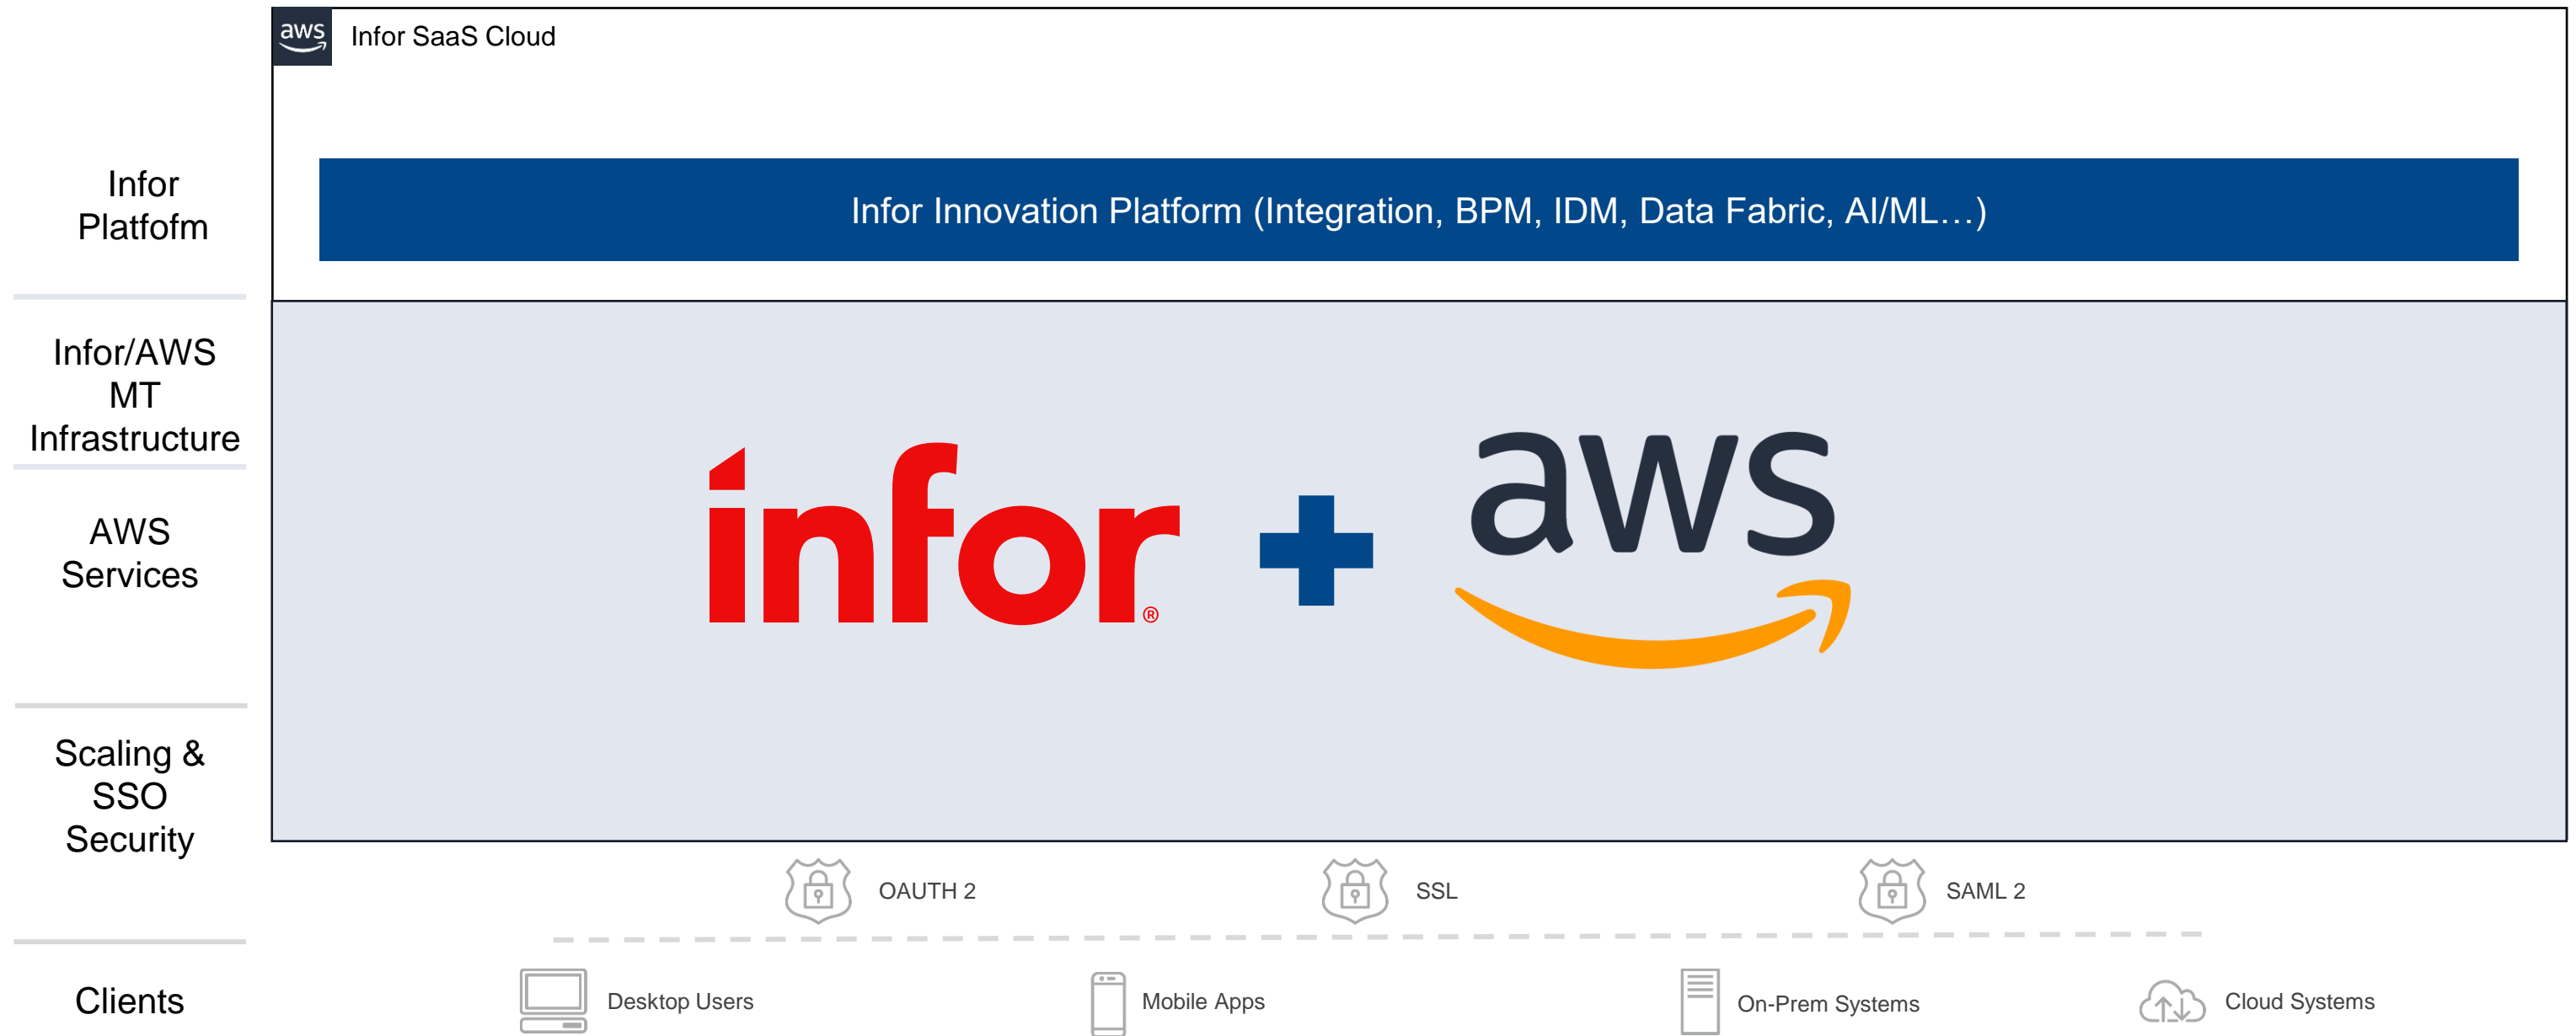 aws
Infor SaaS Cloud
Infor
Platfofm
Infor Innovation Platform (Integration, BPM, IDM, Data Fabric, AI/ML…)
Infor/AWS
MT
Infrastructure
infor®
aws
AWS
Services
Scaling &
SSO
Security
OAUTH 2
SSL
SAML 2
Clients
Desktop Users
Mobile Apps
On-Prem Systems
Cloud Systems